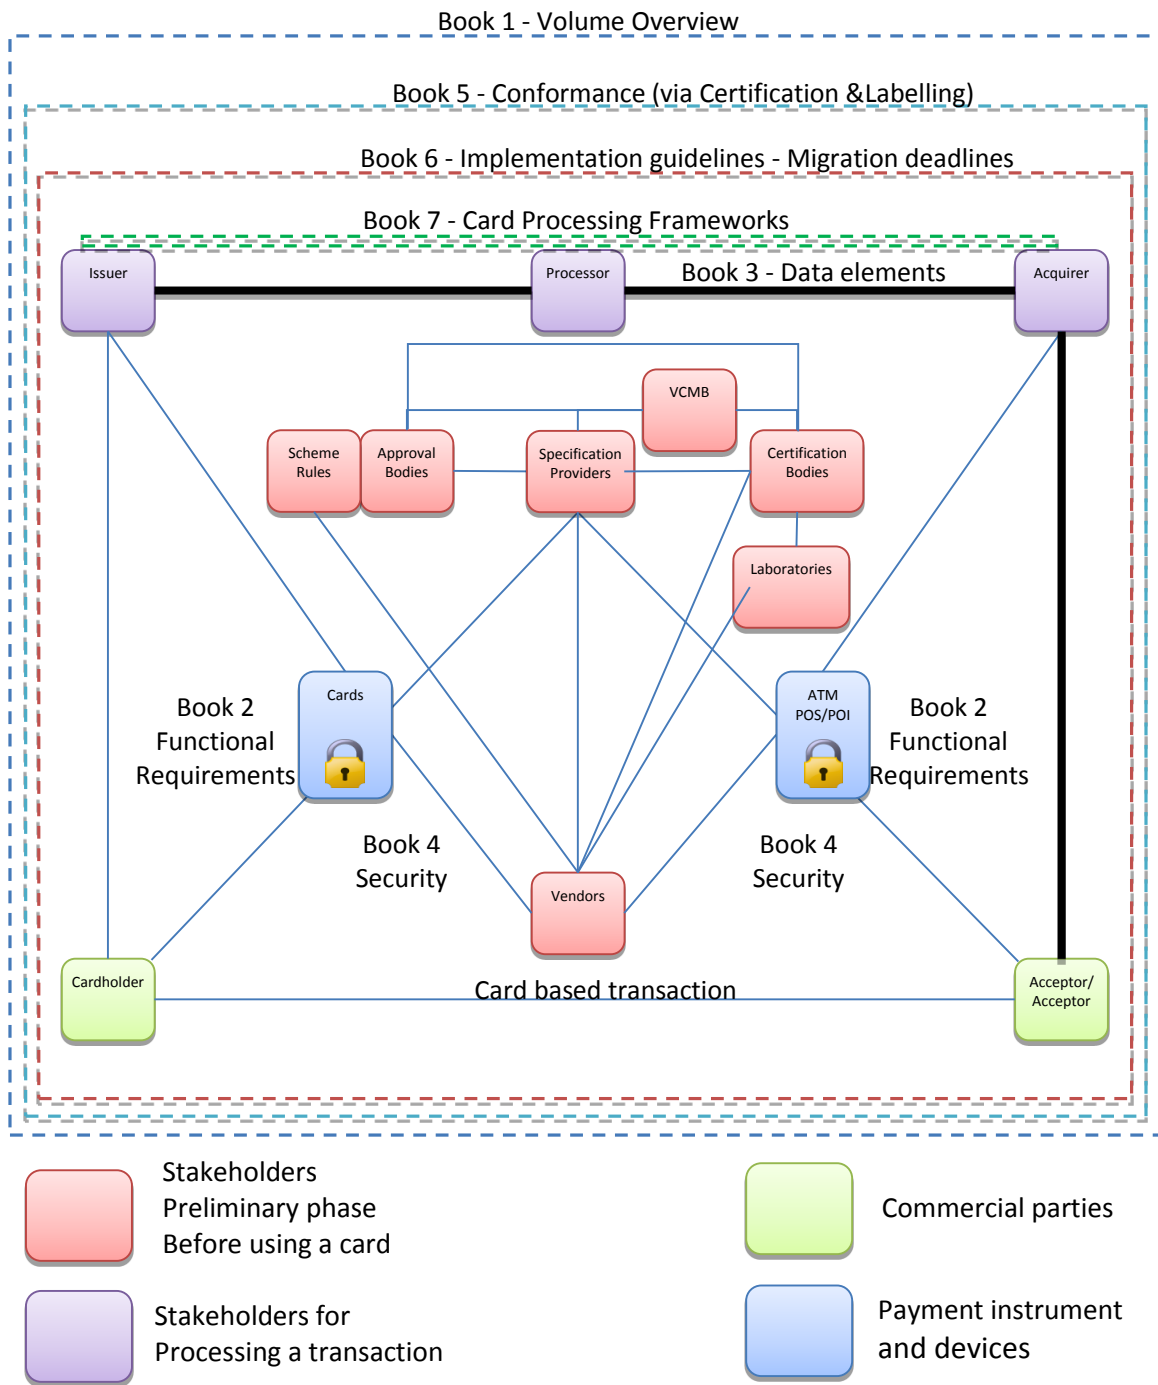 Book 1 - Volume Overview
Book 5 - Conformance (via Certification &Labelling)
Book 6 - Implementation guidelines - Migration deadlines
Book 7 - Card Processing Frameworks
Issuer
Processor
Book 3 - Data elements
Acquirer
VCMB
Scheme
Rules
Approval
Bodies
Specification
Providers
Certification
Bodies
Laboratories
Cards
ATM
POS/POI
Book 2
Functional
Requirements
Book 2
Functional
Requirements
Book 4
Security
Book 4
Security
Vendors
Cardholder
Card based transaction
Acceptor/
Acceptor
Stakeholders
Preliminary phase
Before using a card
Commercial parties
Stakeholders for
Processing a transaction
Payment instrument
and devices